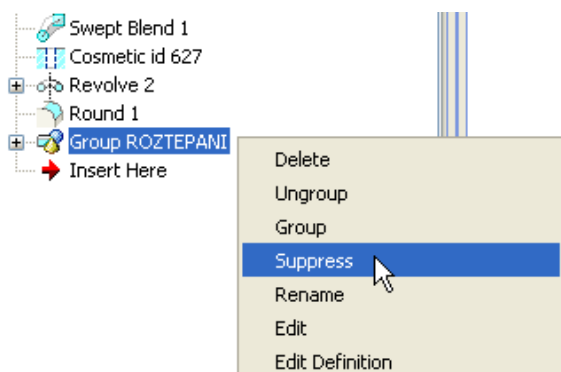 Swept Blend 1
Cosmetic id 627
Revolve 2
Round 1
Group ROZTEPANI
Insert Here
Delete
Ungroup
Group
Suppress
Rename
Edit
Edit Definition